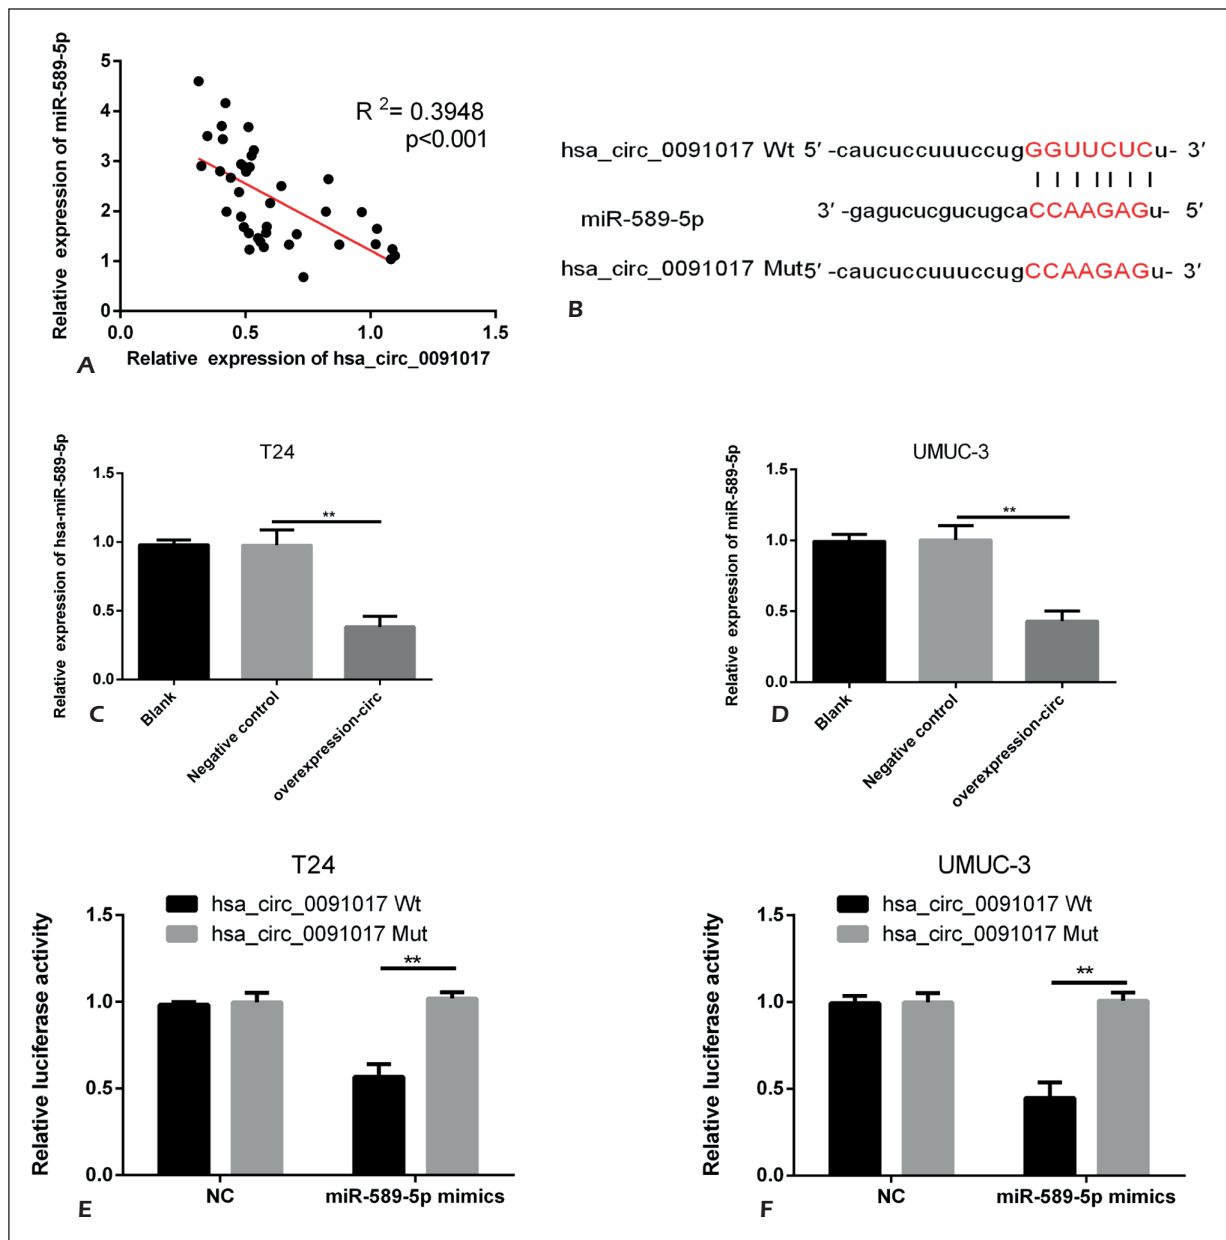 Relative expression of miR-589-5p
5
4
3
2
1
0
R 2= 0.3948
p<0.001
0.0 0.5 1.0 1.5
Relative expression of hsa_circ_0091017
A
hsa_circ_0091017 Wt 5′ -caucuccuuuccugGGUUCUCu- 3′
miR-589-5p 3′ -gagucucgucugcaCCAAGAGu- 5′
hsa_circ_0091017 Mut5′ -caucuccuuuccugCCAAGAGu- 3′
B
T24
Relative expression of hsa-miR-589-5p
1.5
1.0
0.5
0.0
**
Blank
Negative control
overexpression-circ
C
UMUC-3
Relative expression of miR-589-5p
1.5
1.0
0.5
0.0
**
Blank
Negative control
overexpression-circ
D
T24
hsa_circ_0091017 Wt
hsa_circ_0091017 Mut
Relative luciferase activity
1.5
1.0
0.5
0.0
**
NC miR-589-5p mimics
E
UMUC-3
hsa_circ_0091017 Wt
hsa_circ_0091017 Mut
Relative luciferase activity
1.5
1.0
0.5
0.0
**
NC miR-589-5p mimics
F